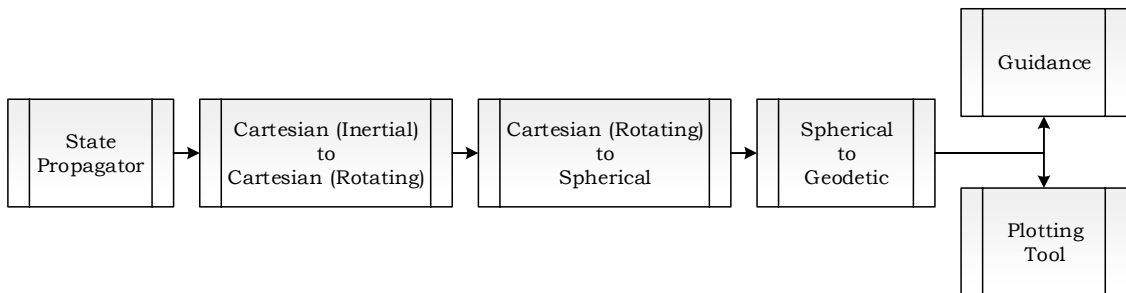 State
Propagator
Cartesian (Inertial)
to
Cartesian (Rotating)
Cartesian (Rotating)
to
Spherical
Spherical
to
Geodetic
Guidance
Plotting
Tool